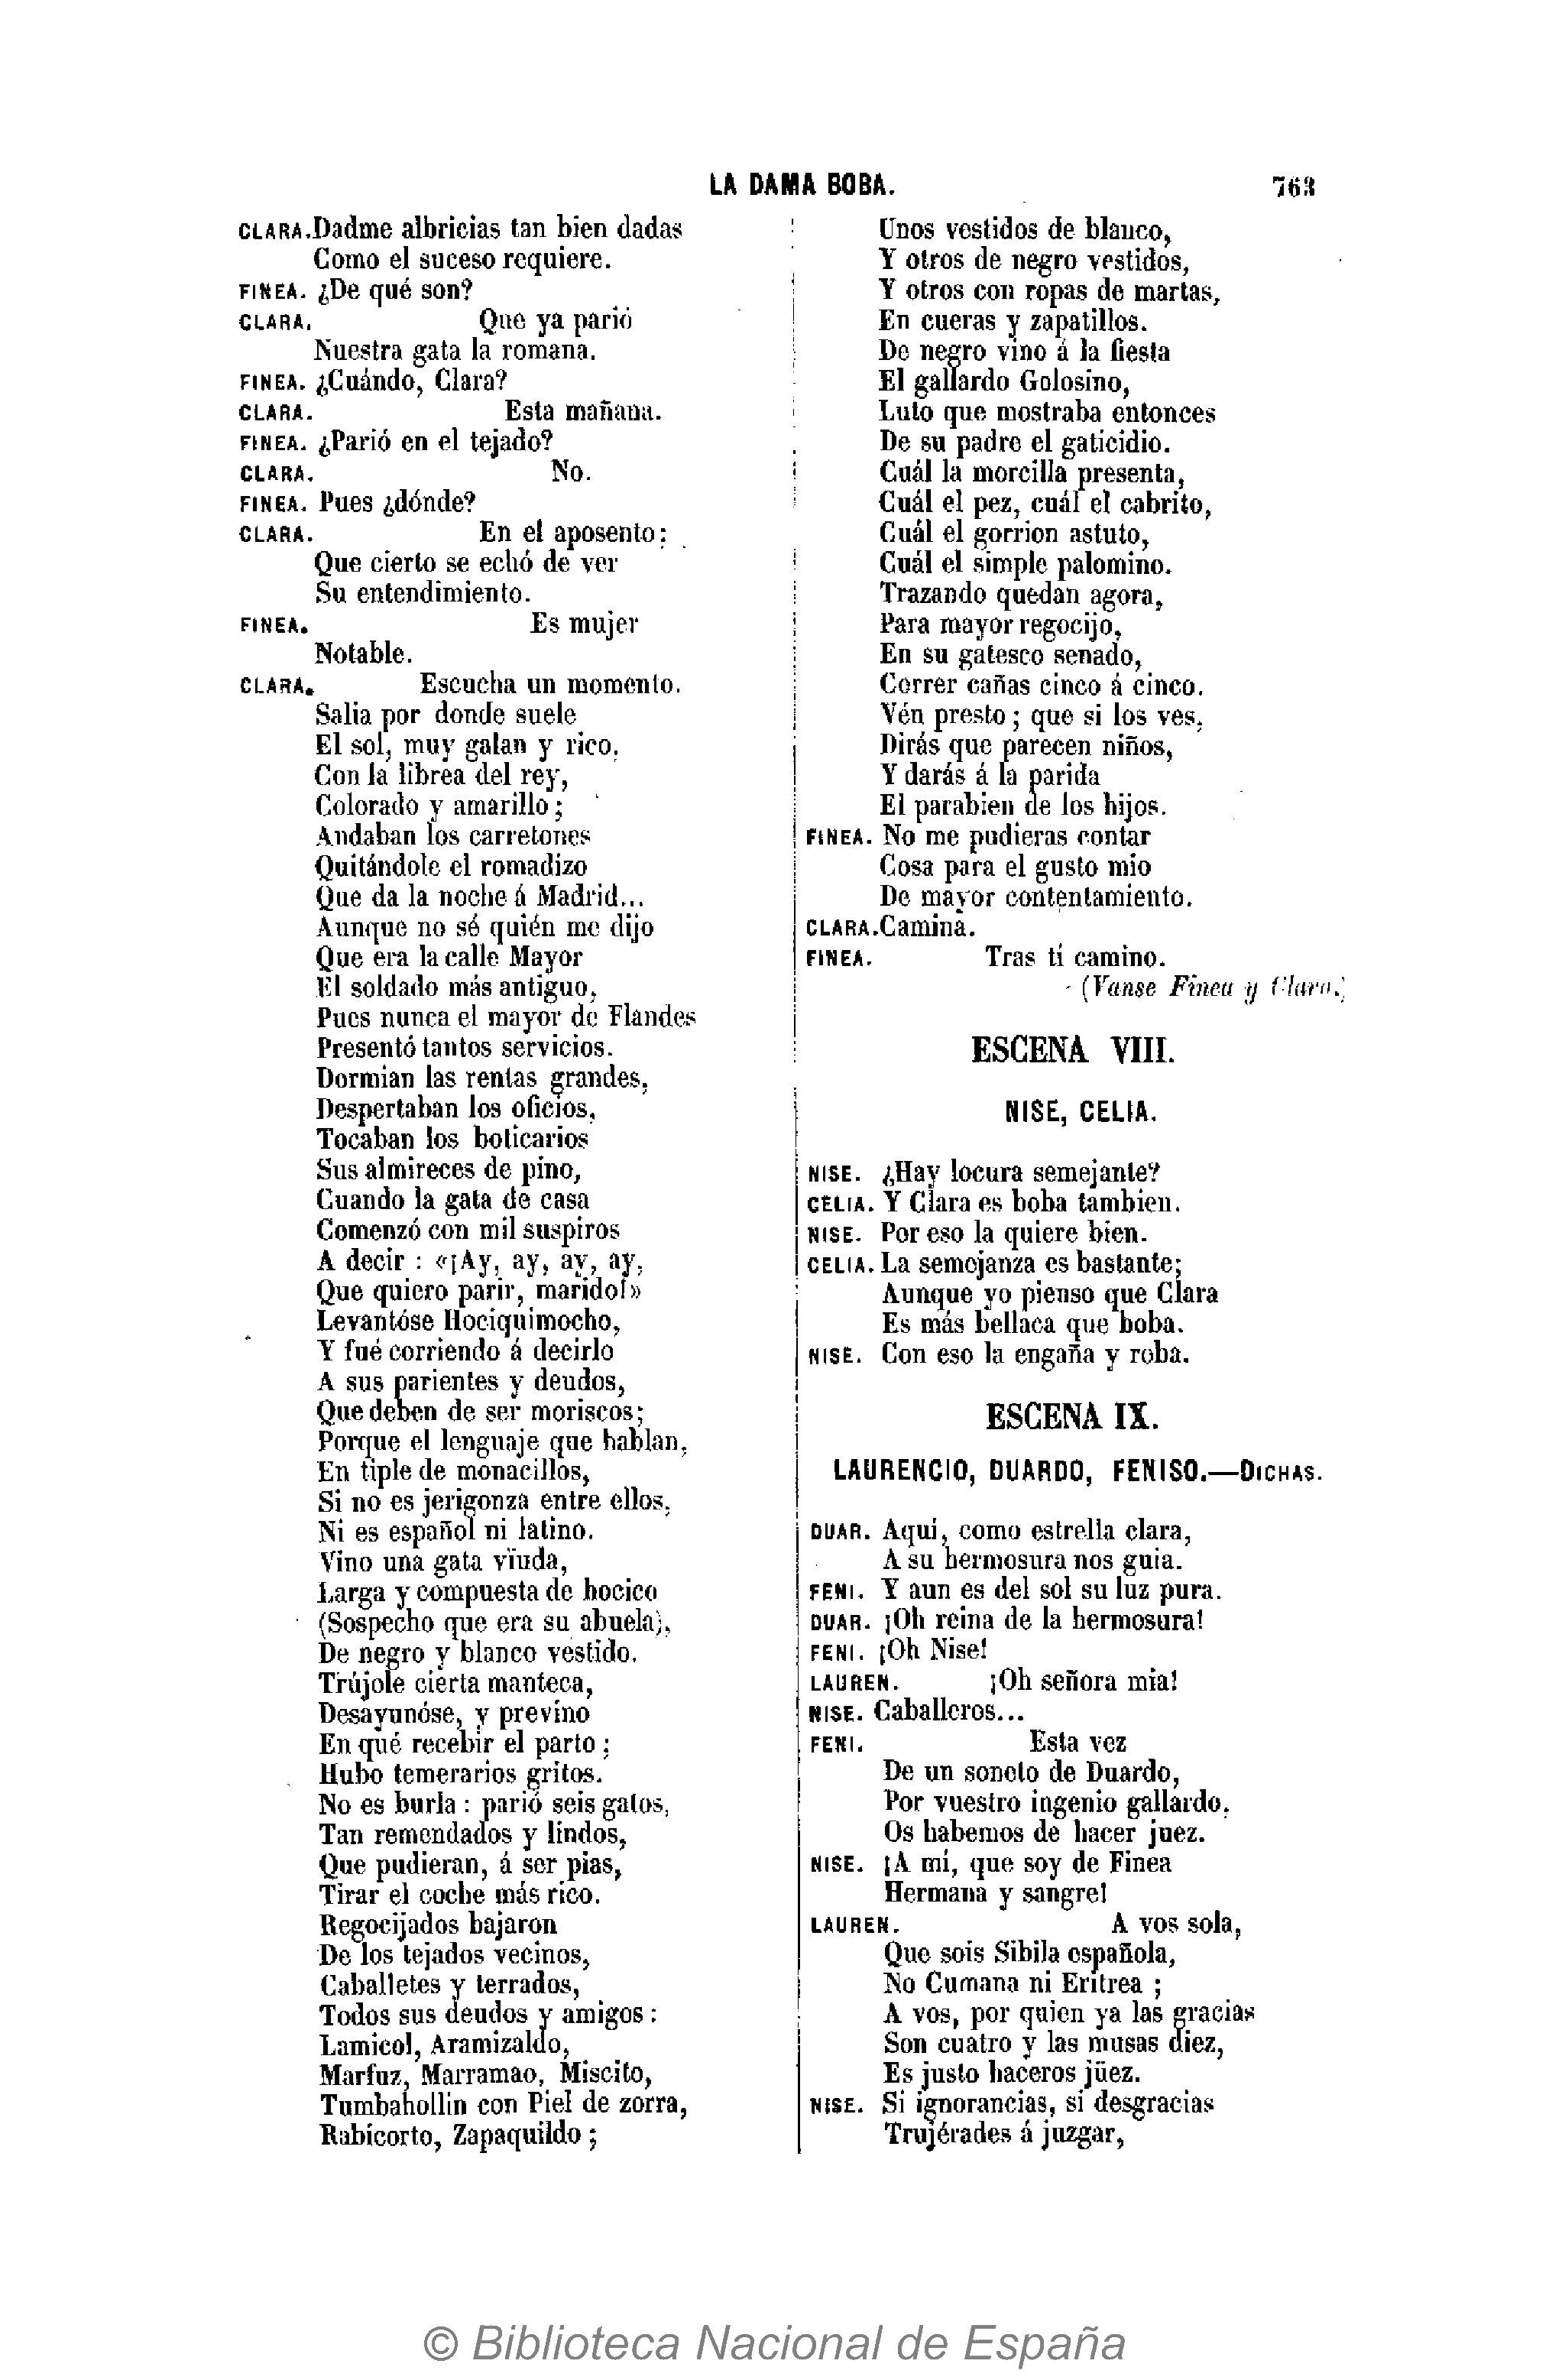 LA DAMA BOBA. 763
CLARA. Dadme albricias tan bien dadas
Como el suceso requiere.
FINEA. ¿De qué son?
CLARA. Que ya parió
Nuestra gata la romana.
FINEA. ¿Cuándo, Clara?
CLARA. Esta mañana.
FINEA. ¿Parió en el tejado?
CLARA. No.
FINEA. Pues ¿dónde?
CLARA. En el aposento;
Que cierto se echó de ver
Su entendimiento.
FINEA. Es mujer
Notable.
CLARA. Escucha un momento.
Salia por donde suele
El sol, muy galan y rico,
Con la librea del rey,
Colorado y amarillo;
Andaban los carretones
Quitándole el romadizo
Que da la noche á Madrid...
Aunque no sé quién me dijo
Que era la calle Mayor
El soldado más antiguo,
Pues nunca el mayor de Flandes
Presentó tantos servicios.
Dormian las rentas grandes,
Despertaban los oficios,
Tocaban los boticarios
Sus almireces de pino,
Cuando la gata de casa
Comenzó con mil suspiros
A decir : «¡Ay, ay, ay, ay,
Que quiero parir, marido!»
Levantóse Hociquimocho,
Y fué corriendo á decirlo
A sus parientes y deudos,
Que deben de ser moriscos;
Porque el lenguaje que hablan,
En tiple de monacillos,
Si no es jerigonza entre ellos,
Ni es español ni latino.
Vino una gata vïuda,
Larga y compuesta de hocico
(Sospecho que era su abuela),
De negro y blanco vestido.
Trújole cierta manteca,
Desayunóse, y previno
En qué recebir el parto;
Hubo temerarios gritos.
No es burla : parió seis gatos,
Tan remendados y lindos,
Que pudieran, á ser pias,
Tirar el coche más rico.
Regocijados bajaron
De los tejados vecinos,
Caballetes y terrados,
Todos sus deudos y amigos:
Lamicol, Aramizaldo,
Marfuz, Marramao, Miscito,
Tumbahollin con Piel de zorra,
Rabicorto, Zapaquildo;
Unos vestidos de blanco,
Y otros de negro vestidos,
Y otros con ropas de martas,
En cueras y zapatillos.
De negro vino á la fiesta
El gallardo Golosino,
Luto que mostraba entonces
De su padre el gaticidio.
Cuál la morcilla presenta,
Cuál el pez, cuál el cabrito,
Cuál el gorrion astuto,
Cuál el simple palomino.
Trazando quedan agora,
Para mayor regocijo,
En su gatesco senado,
Correr cañas cinco á cinco.
Vén presto; que si los ves,
Dirás que parecen niños,
Y darás á la parida
El parabien de los hijos.
FINEA. No me pudieras contar
Cosa para el gusto mio
De mayor contentamiento.
CLARA. Camina.
FINEA. Tras tí camino.
(Vanse Finea y Clara.)
ESCENA VIII.
NISE, CELIA.
NISE. ¿Hay locura semejante?
CELIA. Y Clara es boba tambien.
NISE. Por eso la quiere bien.
CELIA. La semejanza es bastante;
Aunque yo pienso que Clara
Es más bellaca que boba.
NISE. Con eso la engaña y roba.
ESCENA IX.
LAURENCIO, DUARDO, FENISO.—DICHAS.
DUAR. Aquí, como estrella clara,
A su hermosura nos guia.
FENI. Y aun es del sol su luz pura.
DUAR. ¡Oh reina de la hermosura!
FENI. ¡Oh Nise!
LAUREN. ¡Oh señora mia!
NISE. Caballeros...
FENI. Esta vez
De un soneto de Duardo,
Por vuestro ingenio gallardo,
Os habemos de hacer juez.
NISE. ¡A mí, que soy de Finea
Hermana y sangre!
LAUREN. A vos sola,
Que sois Sibila española,
No Cumana ni Eritrea;
A vos, por quien ya las gracias
Son cuatro y las musas diez,
Es justo haceros jüez.
NISE. Si ignorancias, si desgracias
Trujérades á juzgar,
© Biblioteca Nacional de España